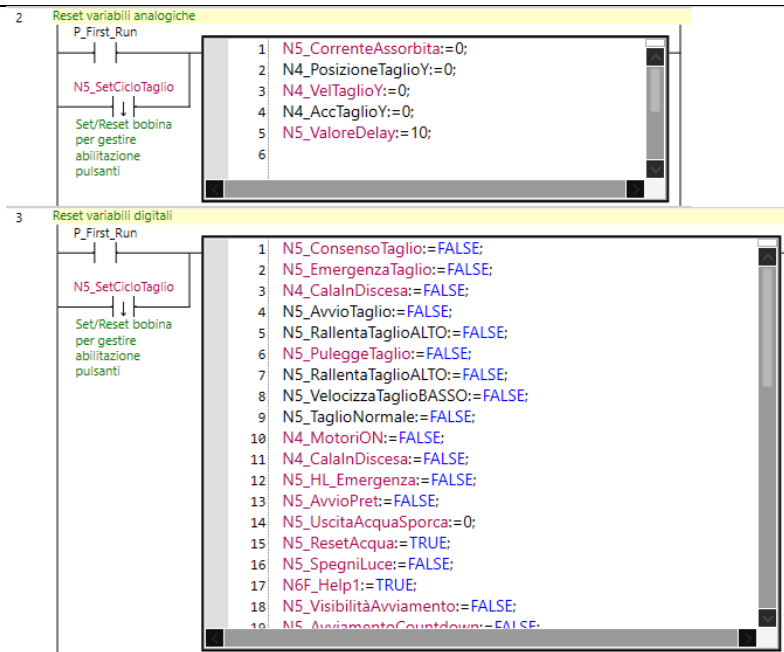 2 Reset variabili analogiche
P_First_Run
N5_SetCicloTaglio
Set/Reset bobina
per gestire
abilitazione
pulsanti
1 N5_CorrenteAssorbita:=0;
2 N4_PosizioneTaglioY:=0;
3 N4_VelTaglioY:=0;
4 N4_AccTaglioY:=0;
5 N5_ValoreDelay:=10;
6
3 Reset variabili digitali
P_First_Run
N5_SetCicloTaglio
Set/Reset bobina
per gestire
abilitazione
pulsanti
1 N5_ConsensoTaglio:=FALSE;
2 N5_EmergenzaTaglio:=FALSE;
3 N4_CalaInDiscesa:=FALSE;
4 N5_AvvioTaglio:=FALSE;
5 N5_RallentaTaglioALTO:=FALSE;
6 N5_PuleggeTaglio:=FALSE;
7 N5_RallentaTaglioALTO:=FALSE;
8 N5_VelocizzaTaglioBASSO:=FALSE;
9 N5_TaglioNormale:=FALSE;
10 N4_MotoriON:=FALSE;
11 N4_CalaInDiscesa:=FALSE;
12 N5_HL_Emergenza:=FALSE;
13 N5_AvvioPret:=FALSE;
14 N5_UscitaAcquaSporca:=0;
15 N5_ResetAcqua:=TRUE;
16 N5_SpegniLuce:=FALSE;
17 N6F_Help1:=TRUE;
18 N5_VisibilitàAvviamento:=FALSE;
19 N5_AvviamentoCountdown:=FALSE;